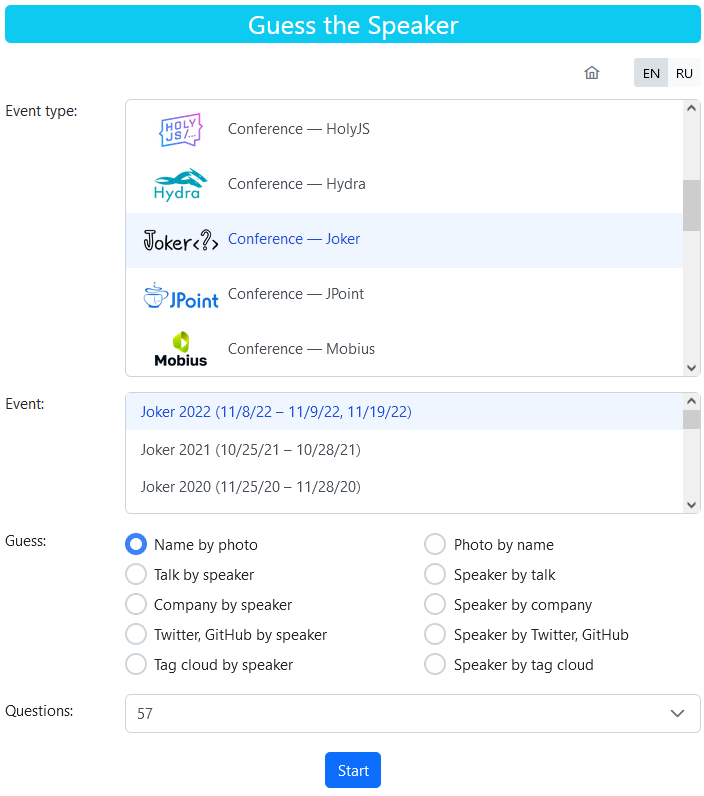 Guess the Speaker
EN RU
Event type:
HOLY JS/... Conference — HolyJS
Hydra Conference — Hydra
Joker<?> Conference — Joker
JPoint Conference — JPoint
Mobius Conference — Mobius
Event:
Joker 2022 (11/8/22 – 11/9/22, 11/19/22)
Joker 2021 (10/25/21 – 10/28/21)
Joker 2020 (11/25/20 – 11/28/20)
Guess:
Name by photo Photo by name
Talk by speaker Speaker by talk
Company by speaker Speaker by company
Twitter, GitHub by speaker Speaker by Twitter, GitHub
Tag cloud by speaker Speaker by tag cloud
Questions: 57
Start